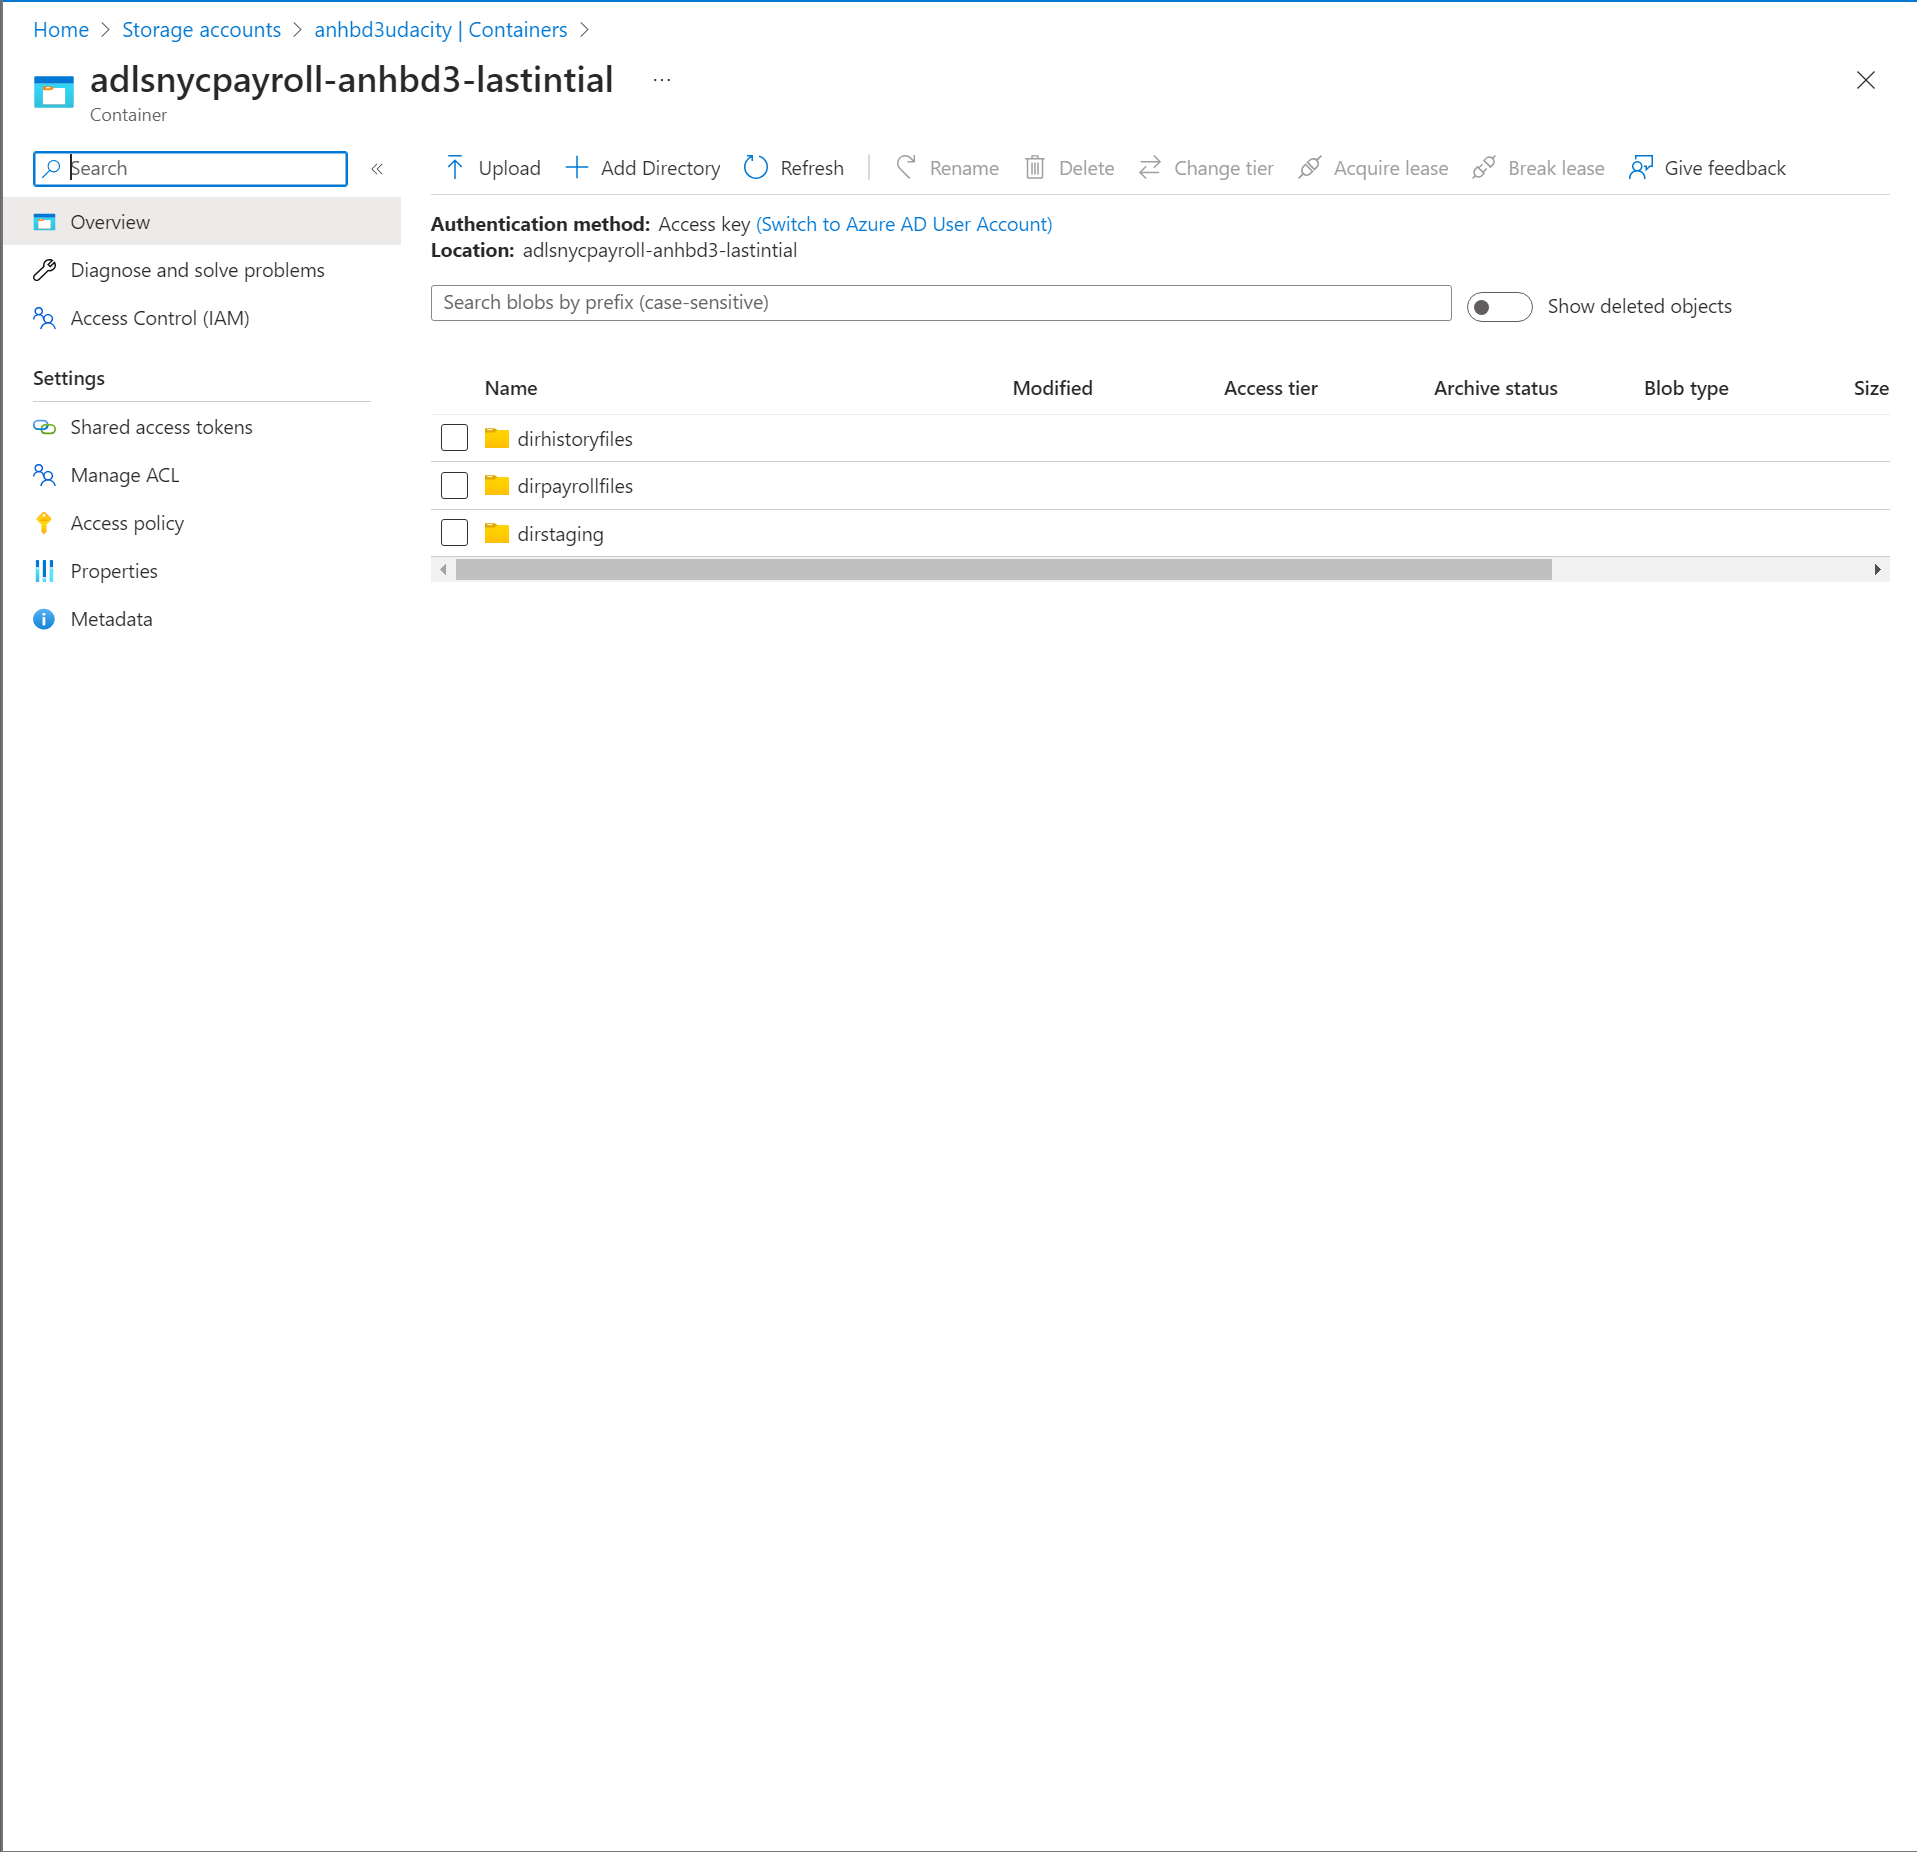 Home > Storage accounts > anhbd3udacity | Containers >
adlsnycpayroll-anhbd3-lastintial ...
Container
Search
Upload Add Directory Refresh Rename Delete Change tier Acquire lease Break lease Give feedback
Overview
Diagnose and solve problems
Access Control (IAM)
Settings
Shared access tokens
Manage ACL
Access policy
Properties
Metadata
Authentication method: Access key (Switch to Azure AD User Account)
Location: adlsnycpayroll-anhbd3-lastintial
Search blobs by prefix (case-sensitive)
Show deleted objects
Name Modified Access tier Archive status Blob type Size
dirhistoryfiles
dirpayrollfiles
dirstaging